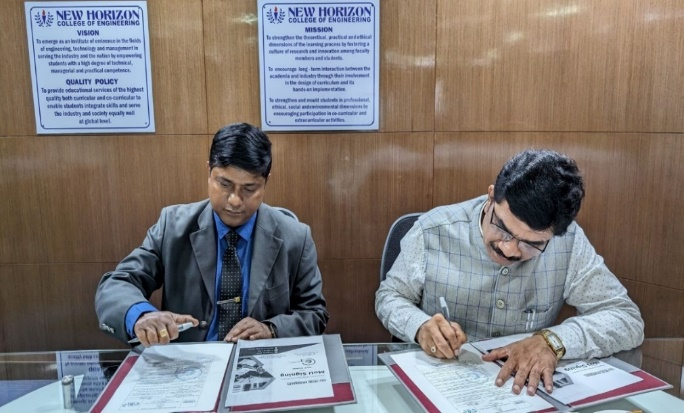 NEW HORIZON
COLLEGE OF ENGINEERING
VISION
To emerge as an institute of eminence in the fields
of engineering, technology and management in
serving the industry and the nation by empowering
students with a high degree of technical,
managerial and practical competence.
QUALITY POLICY
To provide educational services of the highest
quality both curricular and co-curricular to
enable students integrate skills and serve
the industry and society equally well
at global level.
NEW HORIZON
COLLEGE OF ENGINEERING
MISSION
To strengthen the theoretical, practical and ethical
dimensions of the learning process by fostering a
culture of research and innovation among faculty
members and students.
To encourage long - term interaction between the
academia and industry through their involvement
in the design of curriculum and its
hands-on implementation.
To strengthen and mould students in professional,
ethical, social and environmental dimensions by
encouraging participation in co-curricular and
extracurricular activities.
MoU Signing